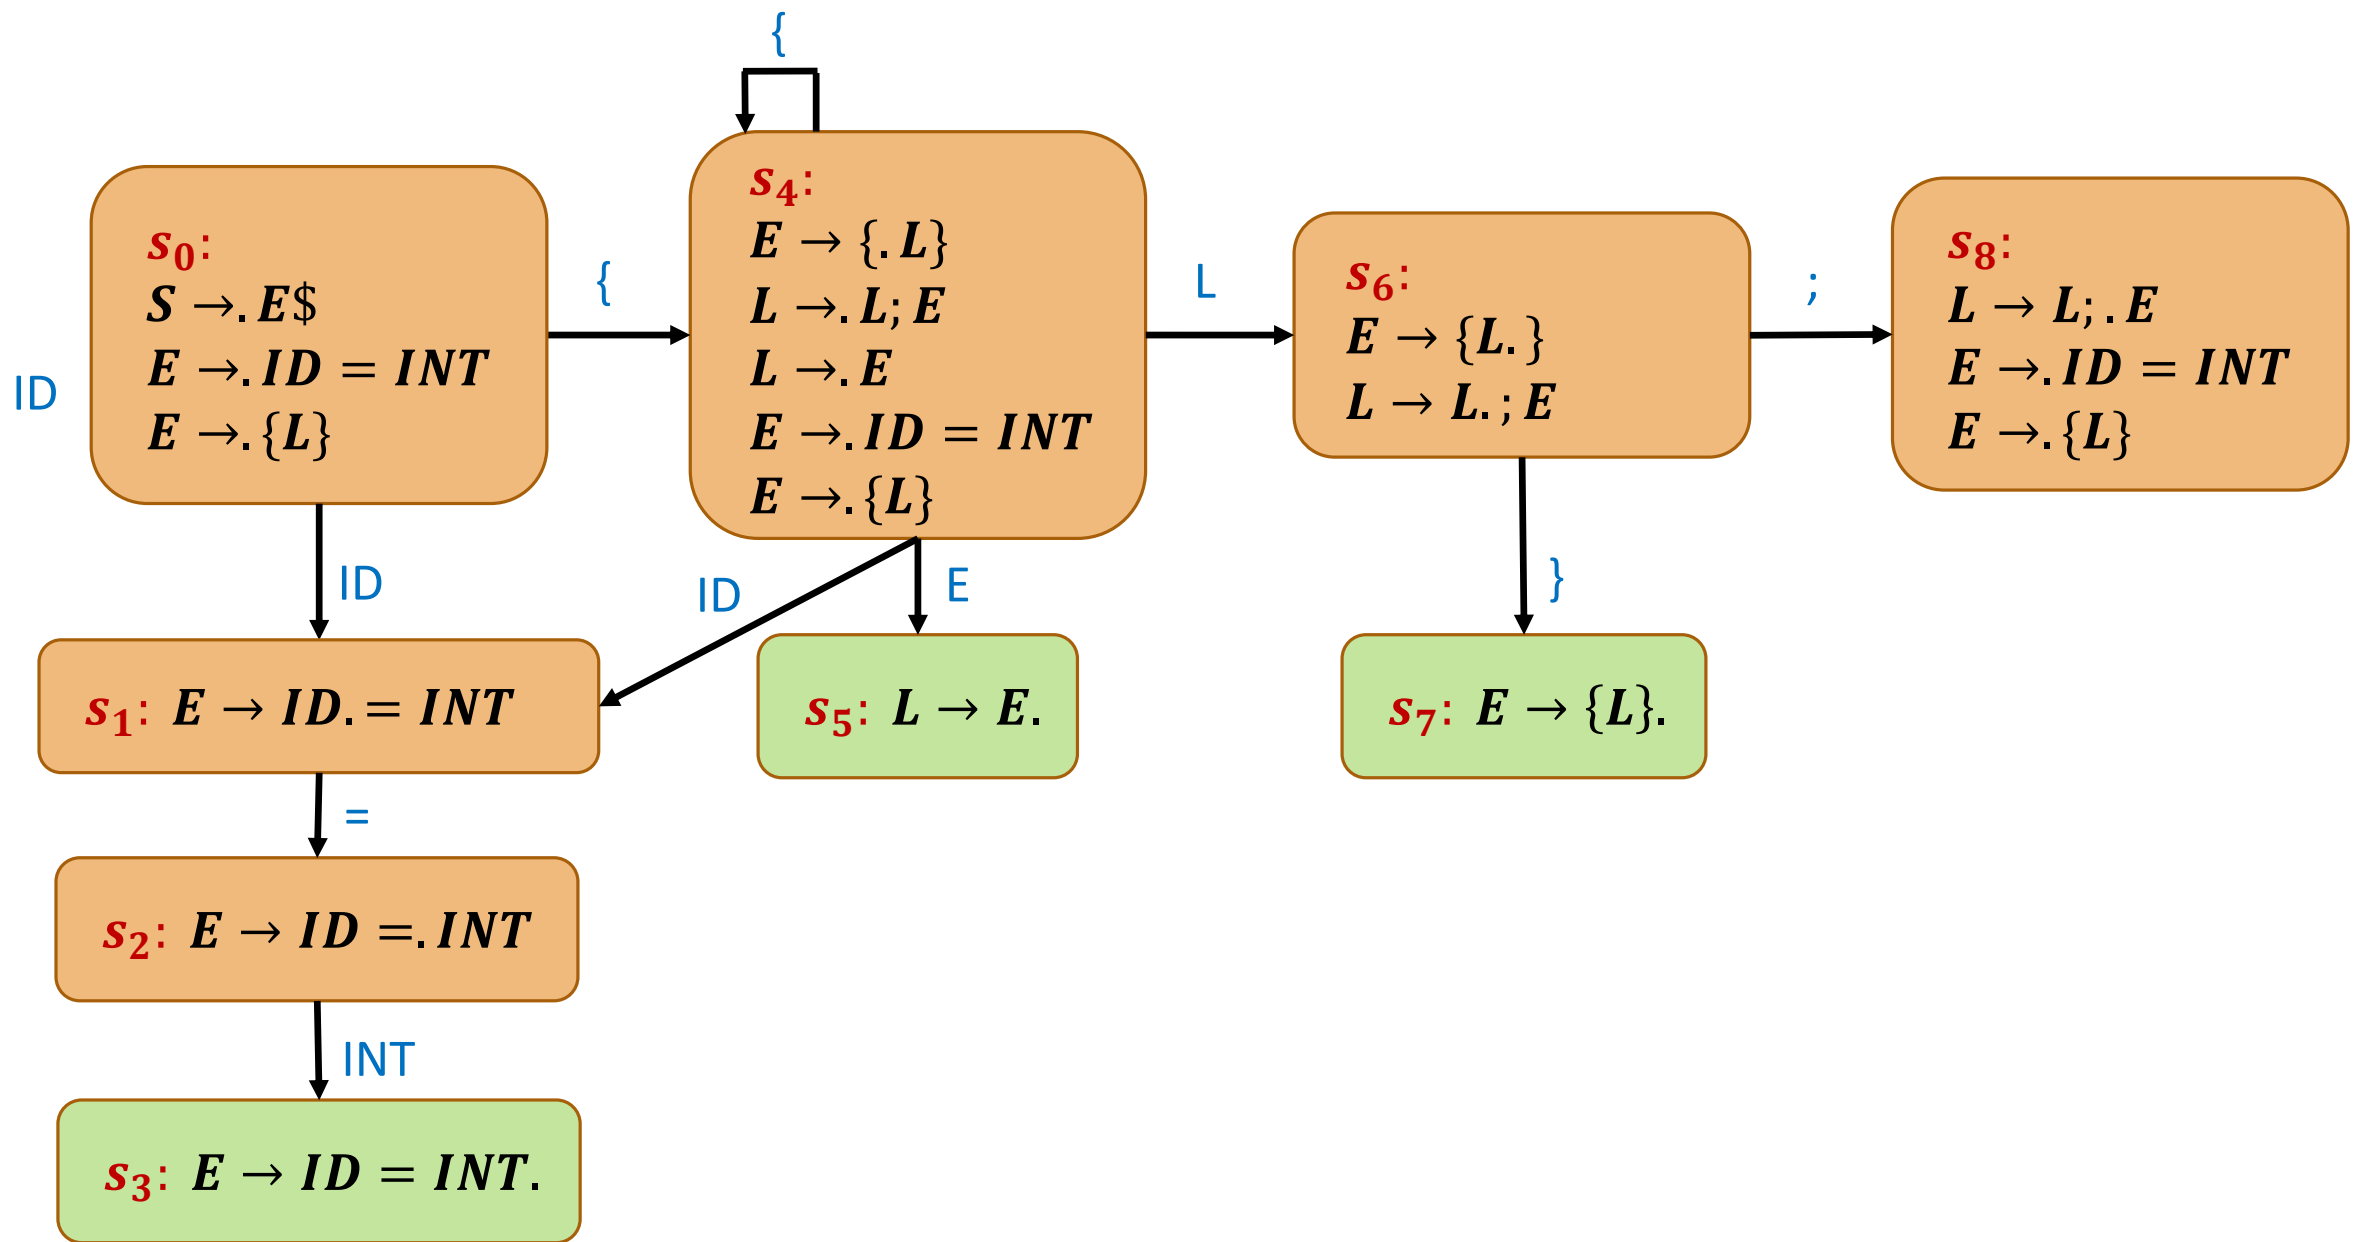 {
s₀:
S →. E$
E →. ID = INT
E →. {L}
{
s₄:
E → {. L}
L →. L; E
L →. E
E →. ID = INT
E →. {L}
L
s₆:
E → {L. }
L → L. ; E
;
s₈:
L → L; . E
E →. ID = INT
E →. {L}
ID
ID
ID
E
}
s₁: E → ID. = INT
s₅: L → E.
s₇: E → {L}.
=
s₂: E → ID =. INT
INT
s₃: E → ID = INT.